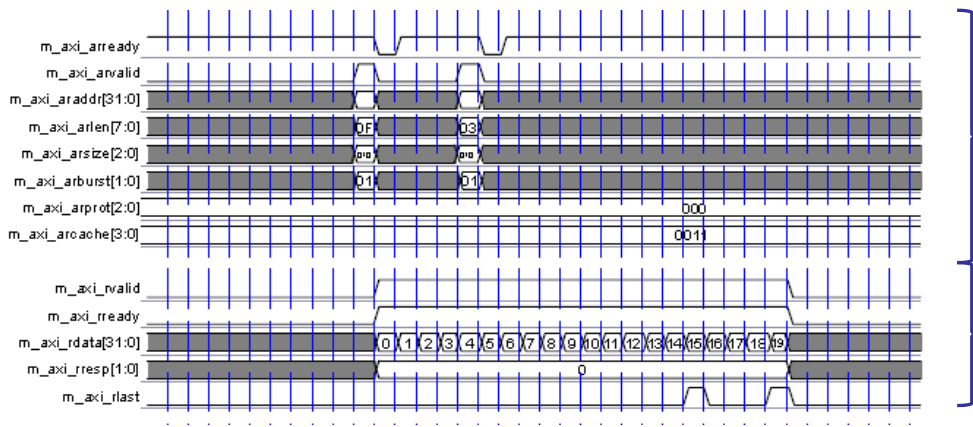 m_axi_arready
m_axi_arvalid
m_axi_araddr[31:0]
m_axi_arlen[7:0] 0F 03
m_axi_arsize[2:0]
m_axi_arburst[1:0] 01 01
m_axi_arprot[2:0] 000
m_axi_arcache[3:0] 0011
m_axi_rvalid
m_axi_rready
m_axi_rdata[31:0] 0 1 2 3 4 5 6 7 8 9 10 11 12 13 14 15 16 17 18 19
m_axi_rresp[1:0] 0
m_axi_rlast